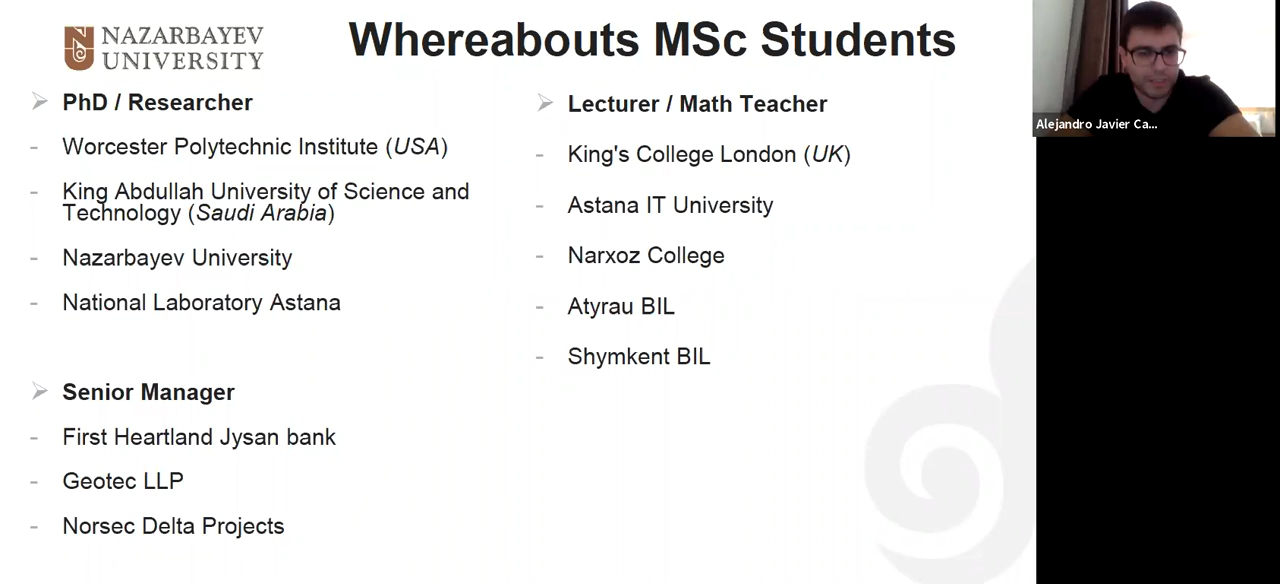 NAZARBAYEV
UNIVERSITY
Whereabouts MSc Students
PhD / Researcher
- Worcester Polytechnic Institute (USA)
- King Abdullah University of Science and
Technology (Saudi Arabia)
- Nazarbayev University
- National Laboratory Astana
Senior Manager
- First Heartland Jysan bank
- Geotec LLP
- Norsec Delta Projects
Lecturer / Math Teacher
- King's College London (UK)
- Astana IT University
- Narxoz College
- Atyrau BIL
- Shymkent BIL
Alejandro Javier Ca...